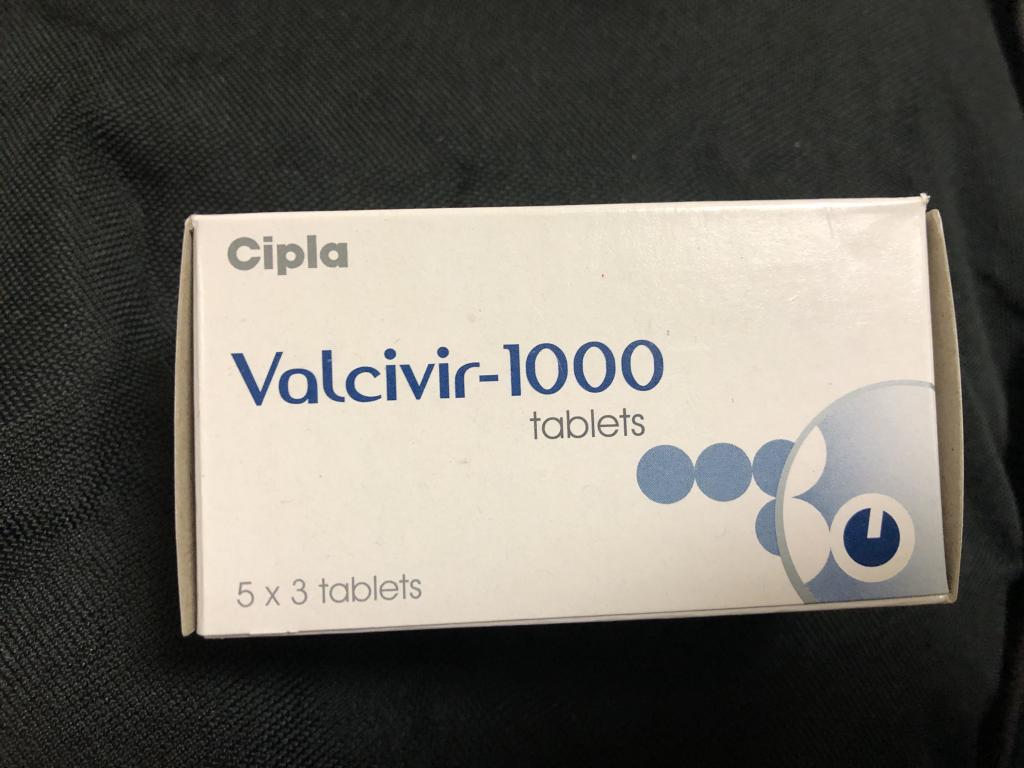 Cipla
Valcivir-1000
tablets
5 x 3 tablets